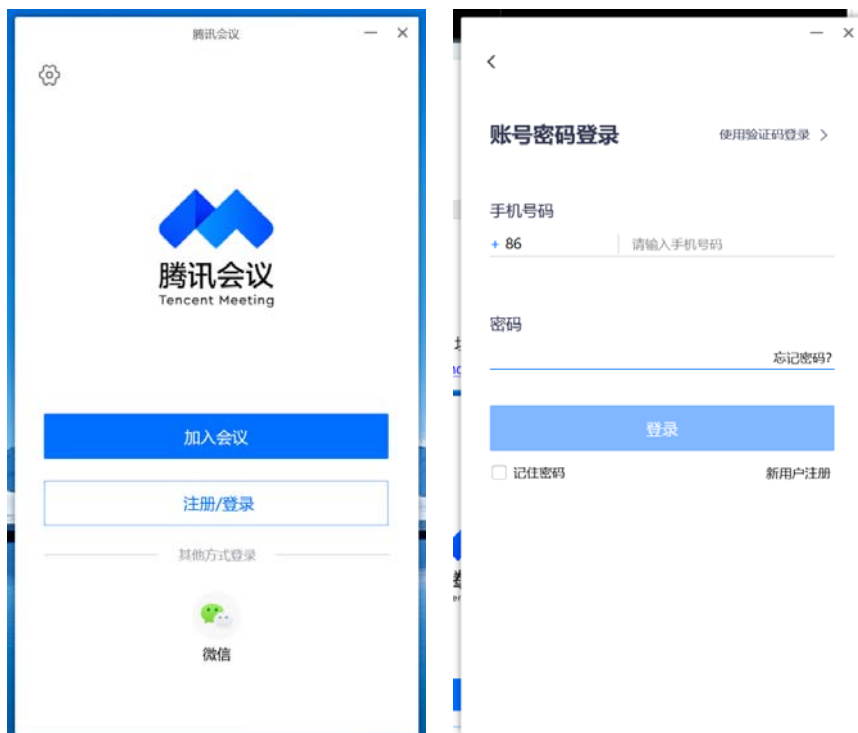 腾讯会议
腾讯会议
Tencent Meeting
加入会议
注册/登录
其他方式登录
微信
账号密码登录
使用验证码登录
手机号码
+ 86
请输入手机号码
密码
忘记密码?
登录
记住密码
新用户注册